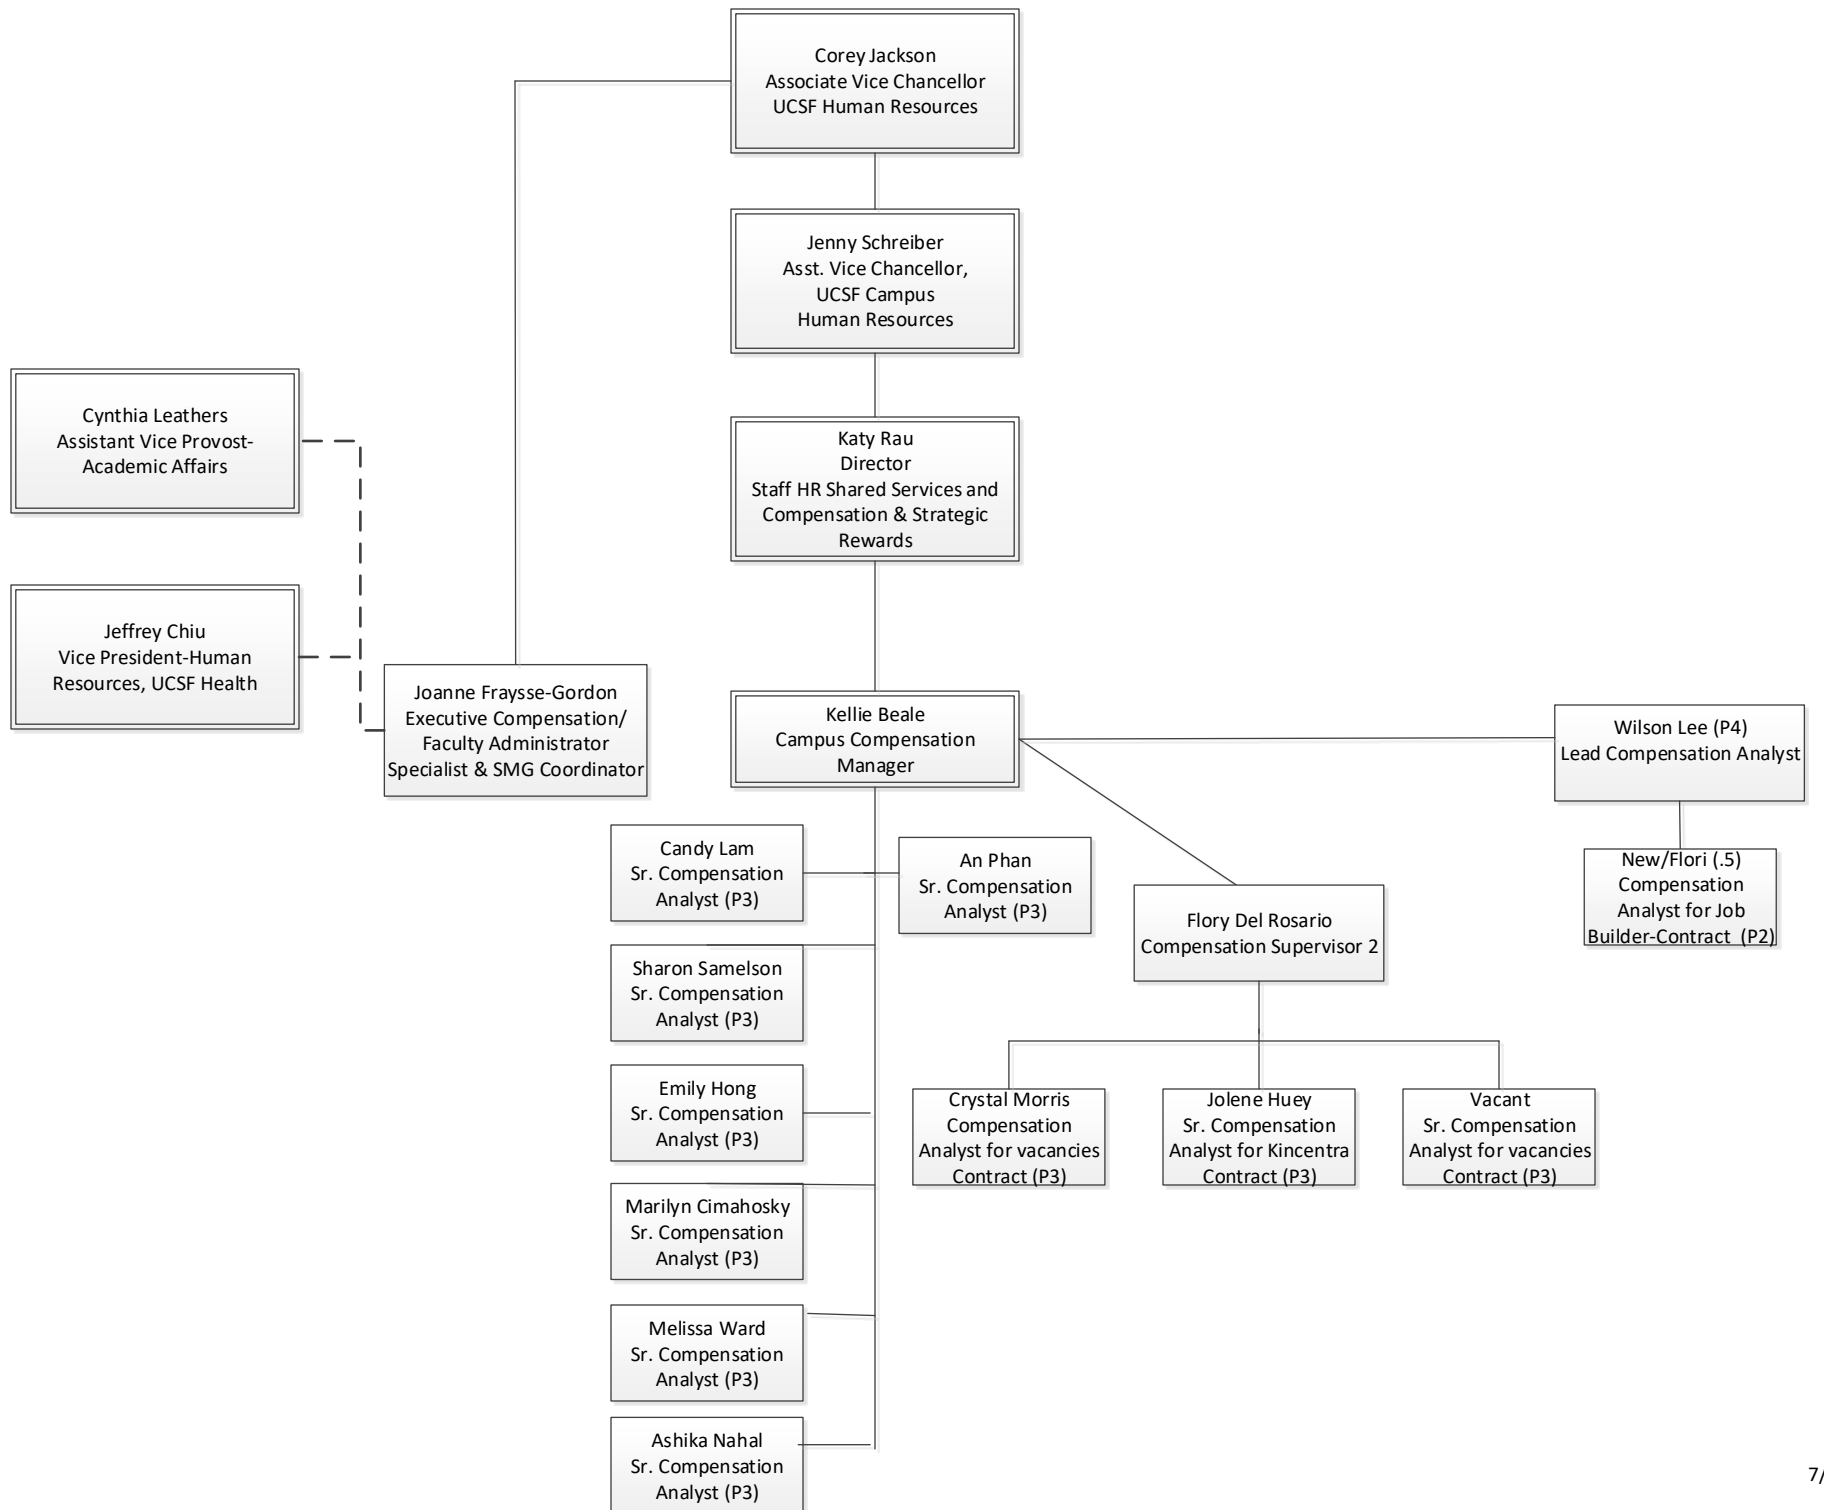 Corey Jackson
Associate Vice Chancellor
UCSF Human Resources
Jenny Schreiber
Asst. Vice Chancellor,
UCSF Campus
Human Resources
Cynthia Leathers
Assistant Vice Provost-
Academic Affairs
Katy Rau
Director
Staff HR Shared Services and
Compensation & Strategic
Rewards
Jeffrey Chiu
Vice President-Human
Resources, UCSF Health
Joanne Fraysse-Gordon
Executive Compensation/
Faculty Administrator
Specialist & SMG Coordinator
Kellie Beale
Campus Compensation
Manager
Wilson Lee (P4)
Lead Compensation Analyst
Candy Lam
Sr. Compensation
Analyst (P3)
An Phan
Sr. Compensation
Analyst (P3)
New/Flori (.5)
Compensation
Analyst for Job
Builder-Contract (P2)
Flory Del Rosario
Compensation Supervisor 2
Sharon Samelson
Sr. Compensation
Analyst (P3)
Emily Hong
Sr. Compensation
Analyst (P3)
Crystal Morris
Compensation
Analyst for vacancies
Contract (P3)
Jolene Huey
Sr. Compensation
Analyst for Kincentra
Contract (P3)
Vacant
Sr. Compensation
Analyst for vacancies
Contract (P3)
Marilyn Cimahosky
Sr. Compensation
Analyst (P3)
Melissa Ward
Sr. Compensation
Analyst (P3)
Ashika Nahal
Sr. Compensation
Analyst (P3)
7/